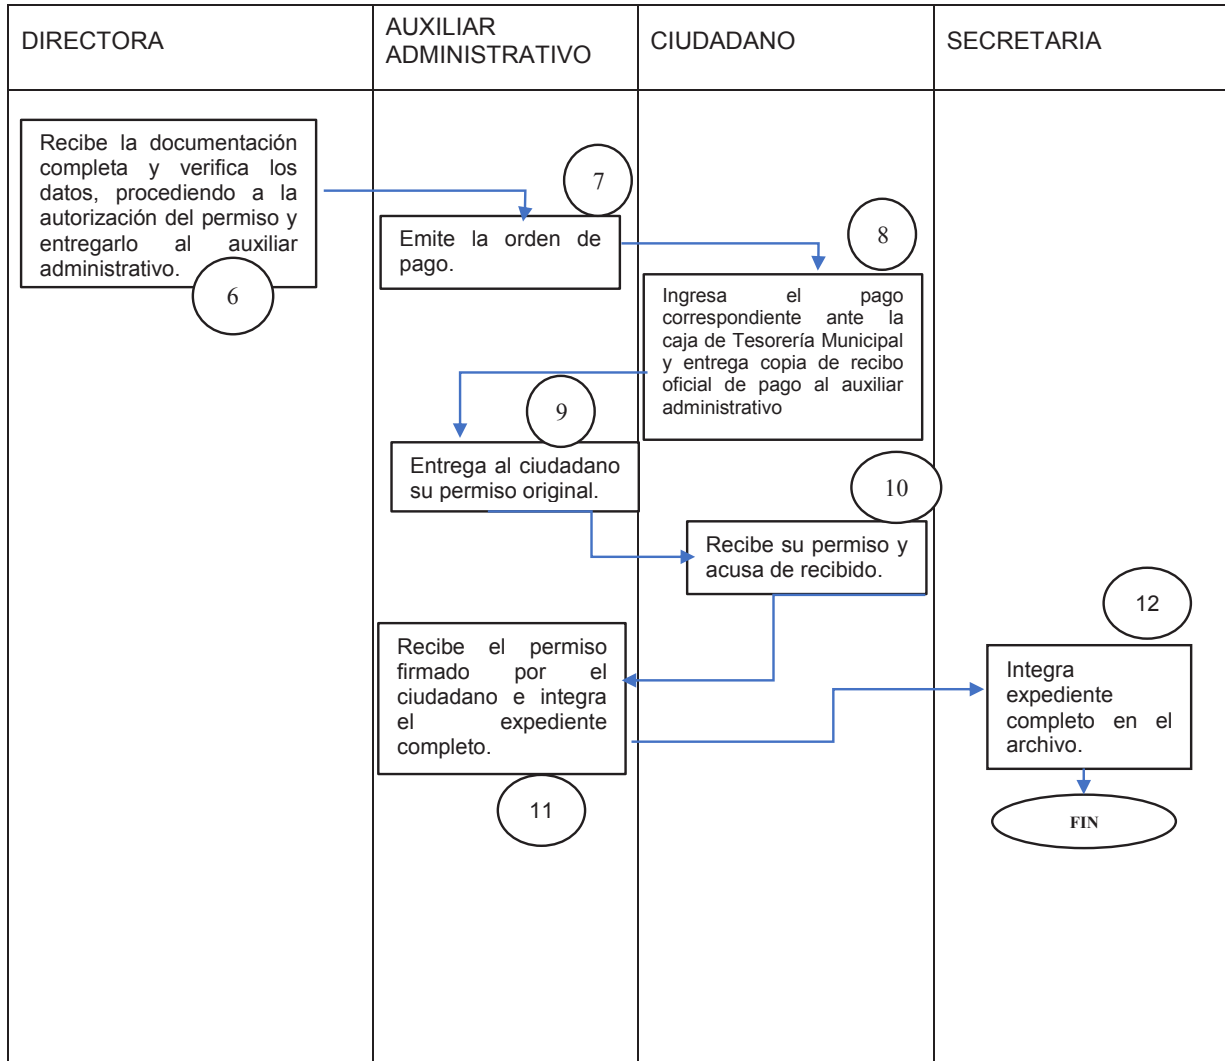 DIRECTORA
AUXILIAR
ADMINISTRATIVO
CIUDADANO
SECRETARIA
Recibe la documentación
completa y verifica los
datos, procediendo a la
autorización del permiso y
entregarlo al auxiliar
administrativo.
6
7
Emite la orden de
pago.
8
Ingresa el pago
correspondiente ante la
caja de Tesorería Municipal
y entrega copia de recibo
oficial de pago al auxiliar
administrativo
9
Entrega al ciudadano
su permiso original.
10
Recibe su permiso y
acusa de recibido.
Recibe el permiso
firmado por el
ciudadano e integra
el expediente
completo.
11
12
Integra
expediente
completo en el
archivo.
FIN